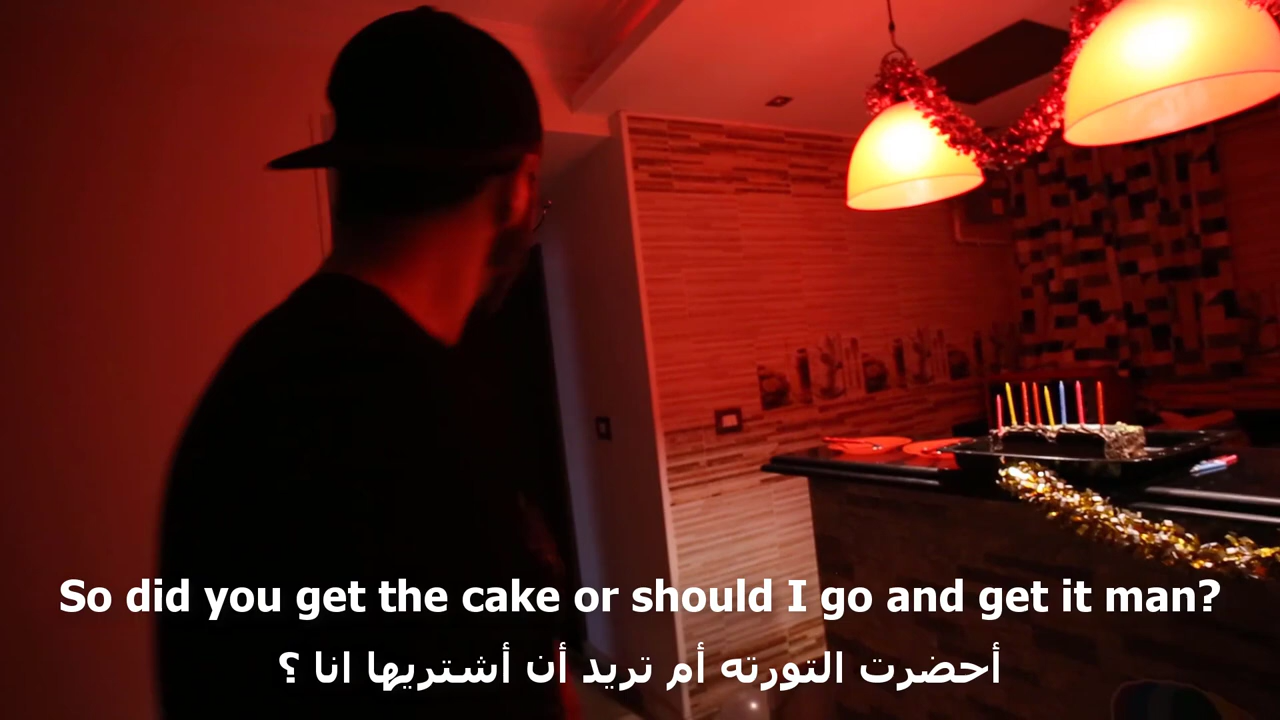 So did you get the cake or should I go and get it man?
أحضرت التورته أم تريد أن أشتريها انا ؟